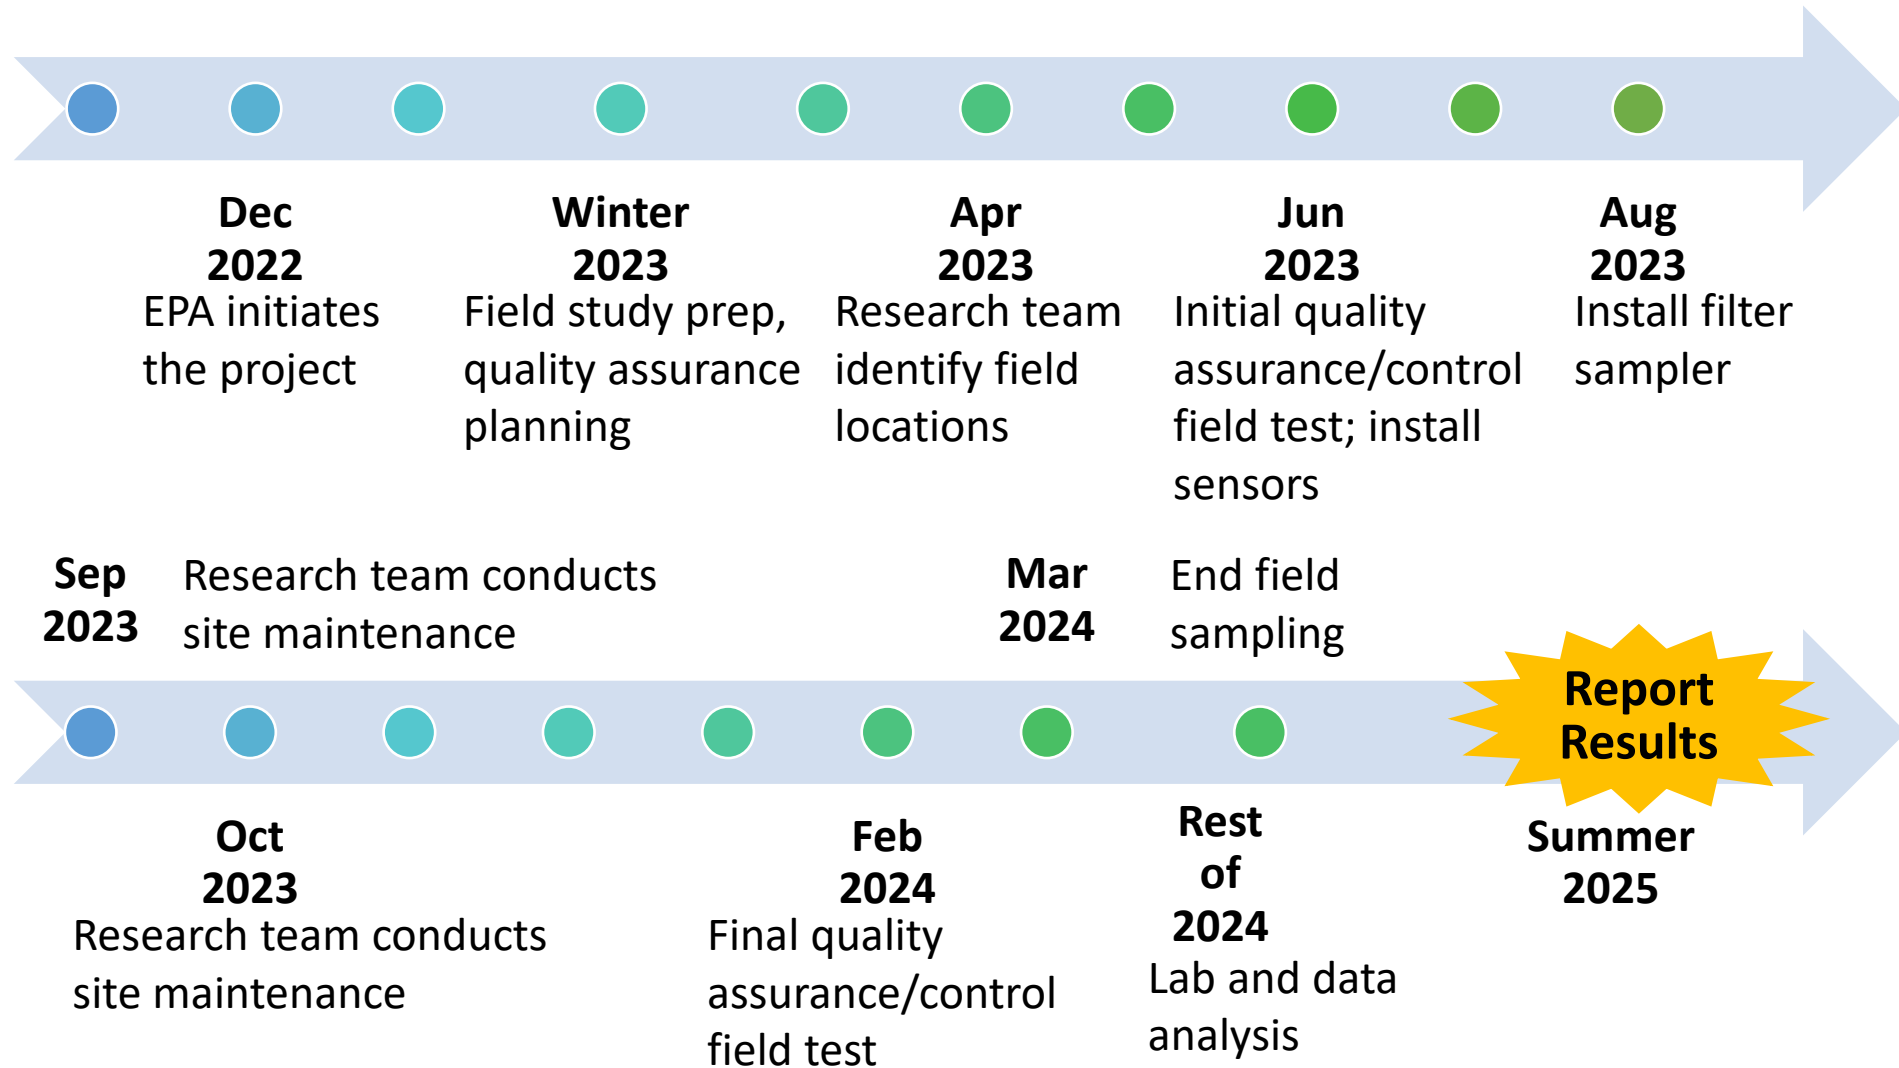 Dec
2022
EPA initiates
the project
Winter
2023
Field study prep,
quality assurance
planning
Apr
2023
Research team
identify field
locations
Jun
2023
Initial quality
assurance/control
field test; install
sensors
Aug
2023
Install filter
sampler
Sep
2023
Research team conducts
site maintenance
Oct
2023
Research team conducts
site maintenance
Feb
2024
Final quality
assurance/control
field test
Mar
2024
End field
sampling
Rest
of
2024
Lab and data
analysis
Report
Results
Summer
2025